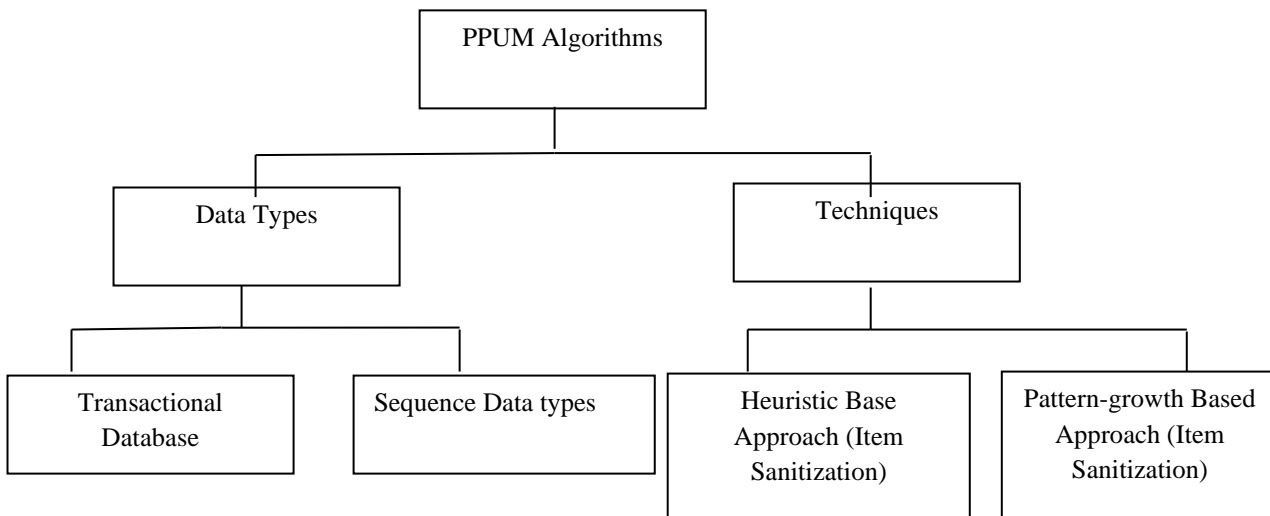 PPUM Algorithms
Data Types
Techniques
Transactional
Database
Sequence Data types
Heuristic Base
Approach (Item
Sanitization)
Pattern-growth Based
Approach (Item
Sanitization)